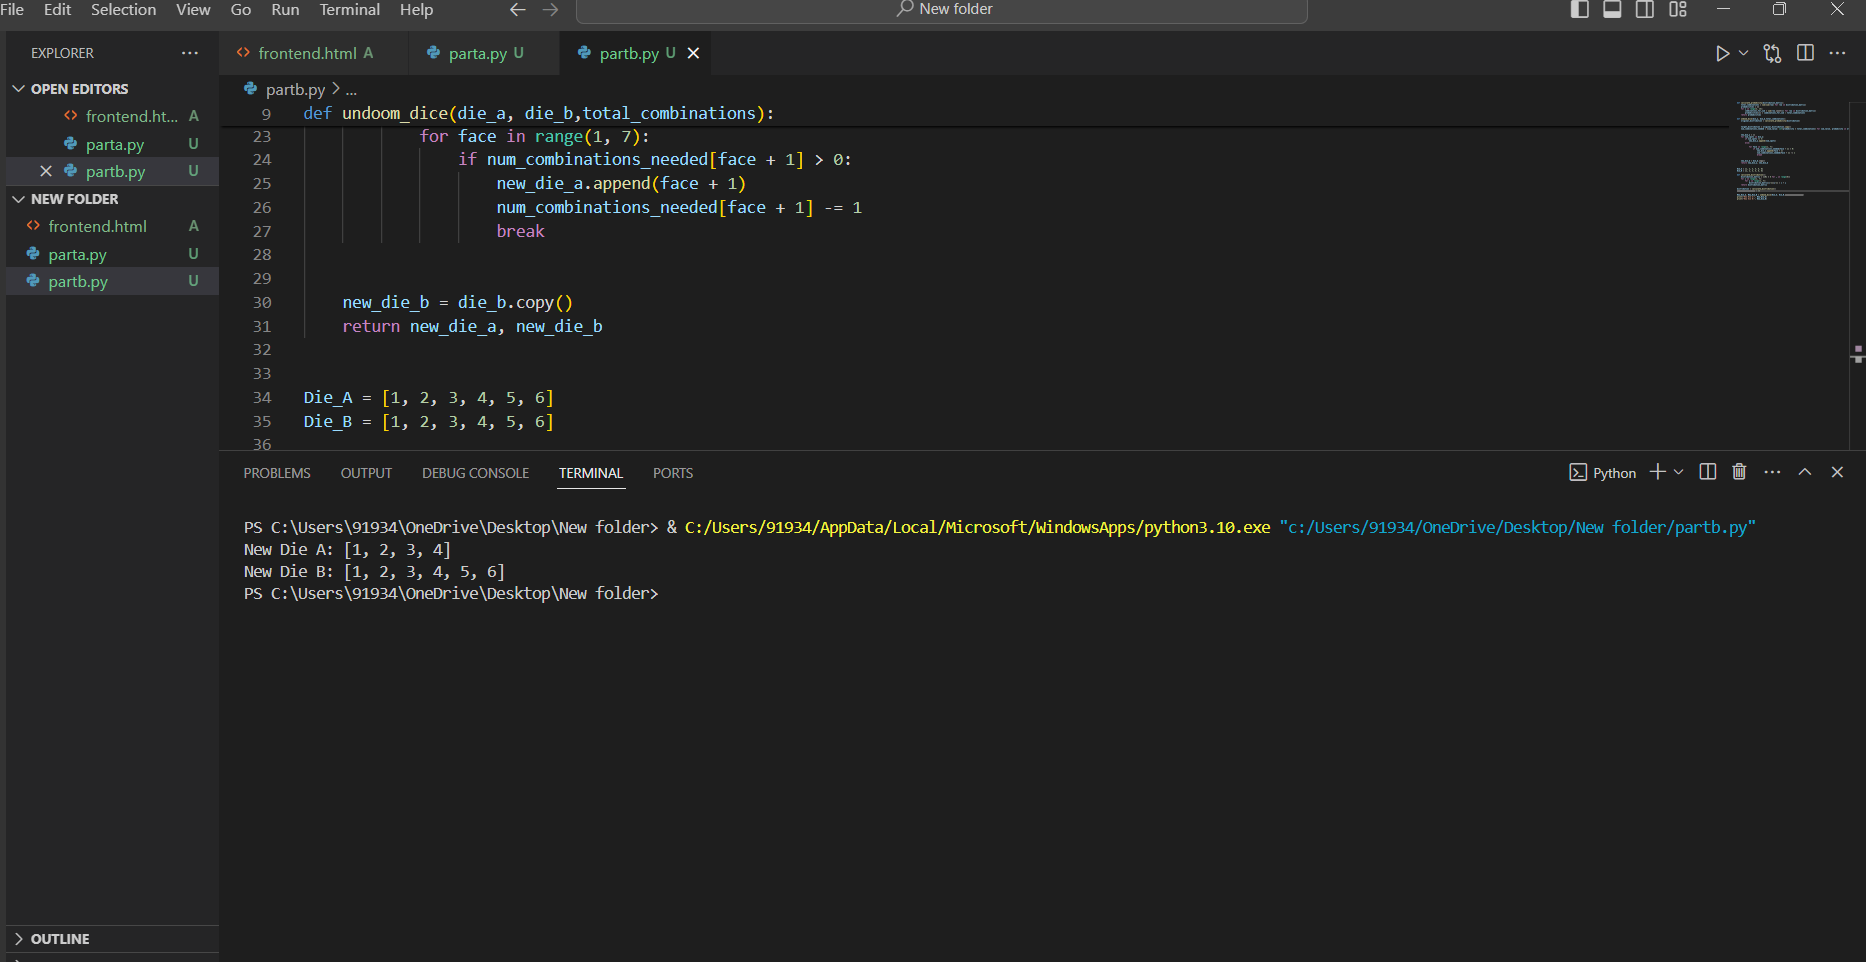 File Edit Selection View Go Run Terminal Help
New folder
EXPLORER
frontend.html A
parta.py U
partb.py U
OPEN EDITORS
frontend.ht... A
parta.py U
partb.py U
NEW FOLDER
frontend.html A
parta.py U
partb.py U
OUTLINE
partb.py > ...
9 def undoom_dice(die_a, die_b,total_combinations):
23 for face in range(1, 7):
24 if num_combinations_needed[face + 1] > 0:
25 new_die_a.append(face + 1)
26 num_combinations_needed[face + 1] -= 1
27 break
28
29
30 new_die_b = die_b.copy()
31 return new_die_a, new_die_b
32
33
34 Die_A = [1, 2, 3, 4, 5, 6]
35 Die_B = [1, 2, 3, 4, 5, 6]
36
PROBLEMS OUTPUT DEBUG CONSOLE TERMINAL PORTS
Python
PS C:\Users\91934\OneDrive\Desktop\New folder> & C:/Users/91934/AppData/Local/Microsoft/WindowsApps/python3.10.exe "c:/Users/91934/OneDrive/Desktop/New folder/partb.py"
New Die A: [1, 2, 3, 4]
New Die B: [1, 2, 3, 4, 5, 6]
PS C:\Users\91934\OneDrive\Desktop\New folder>